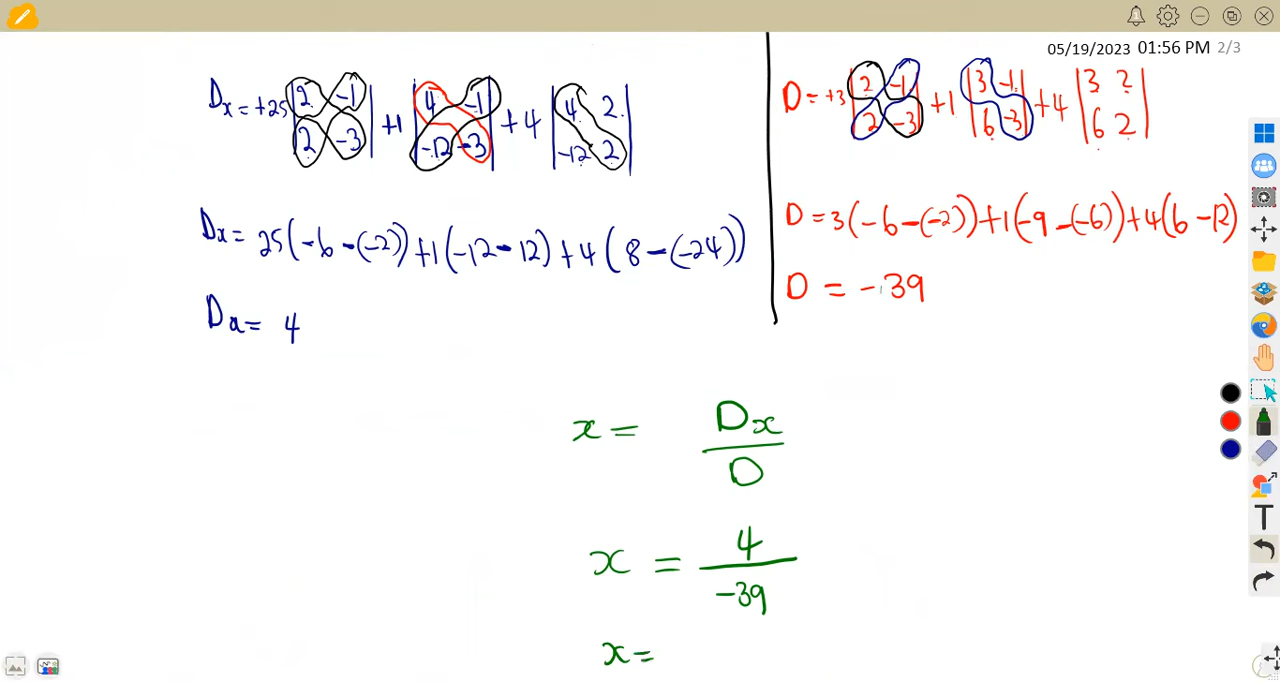 05/19/2023 01:56 PM 2/3
Dx = +25 |2 -1| +1 |4 -1| +4 |4 2|
|2 -3| |-12 -3| |-12 2|
Dx = 25(-6-(-2))+1(-12-12)+4(8-(-24))
Dx = 4
D = +3 |2 -1| +1 |3 -1| +4 |3 2|
|2 -3| |6 -3| |6 2|
D = 3(-6-(-2))+1(-9-(-6))+4(6-12)
D = -39
x = Dx
D
x = 4
-39
x =
T